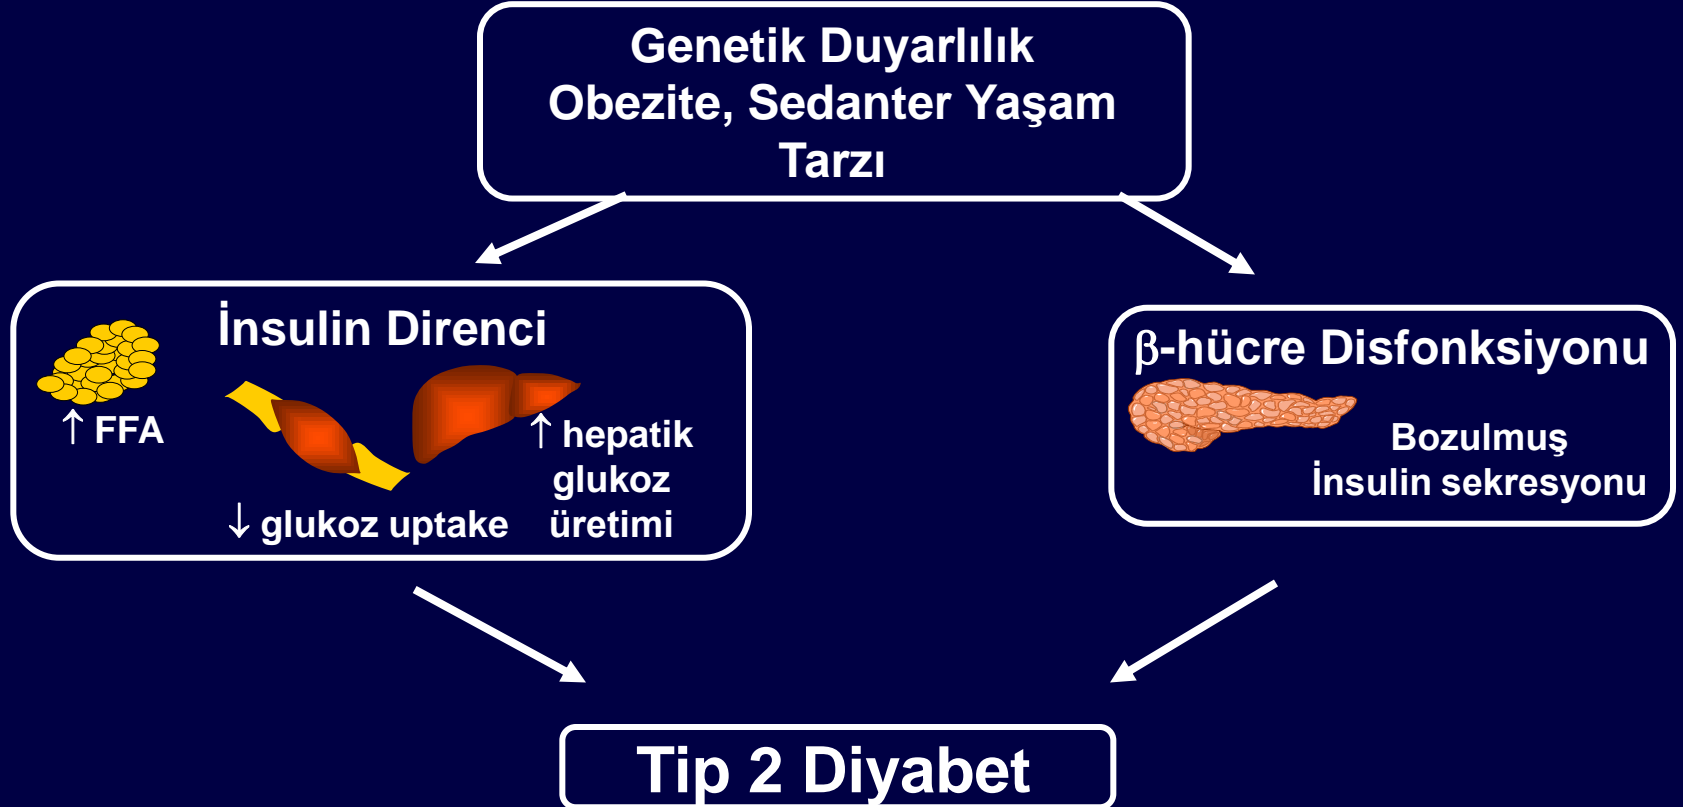 Genetik Duyarlılık
Obezite, Sedanter Yaşam
Tarzı
İnsulin Direnci
↑ FFA
↓ glukoz uptake
↑ hepatik
glukoz
üretimi
β-hücre Disfonksiyonu
Bozulmuş
İnsulin sekresyonu
Tip 2 Diyabet